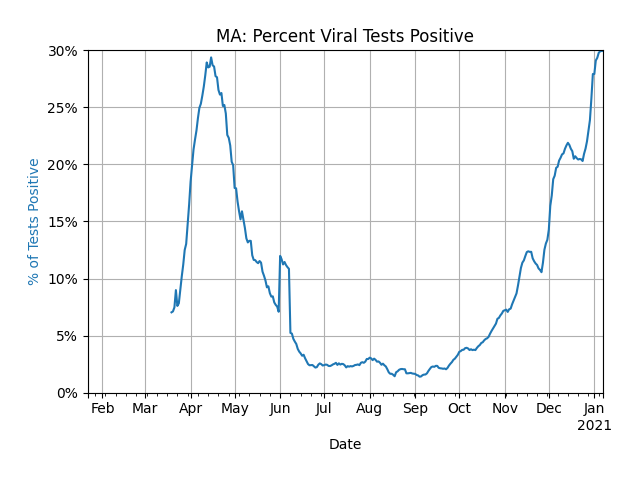 MA: Percent Viral Tests Positive
30%
25%
20%
15%
10%
5%
0%
% of Tests Positive
Feb Mar Apr May Jun Jul Aug Sep Oct Nov Dec Jan
2021
Date